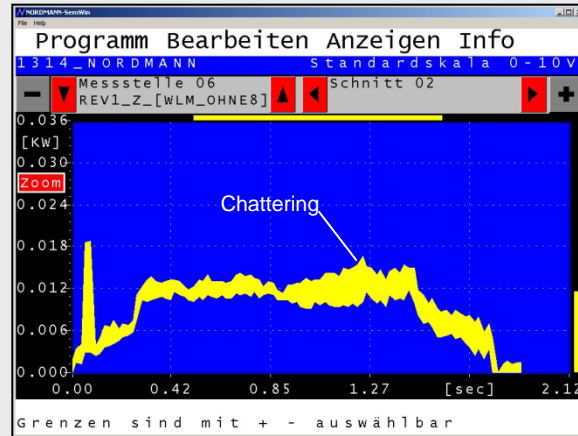 NORDMANN-SemWin
File Help
Programm Bearbeiten Anzeigen Info
1314_NORDMANN Standardskala 0-10V
- Messstelle 06 Schnitt 02 +
REV1_Z_[WLM_OHNE8]
0.036
[KW]
0.030
Zoom
0.024
Chattering
0.018
0.012
0.006
0.000
0.00 0.42 0.85 1.27 [sec] 2.12
Grenzen sind mit + - auswählbar